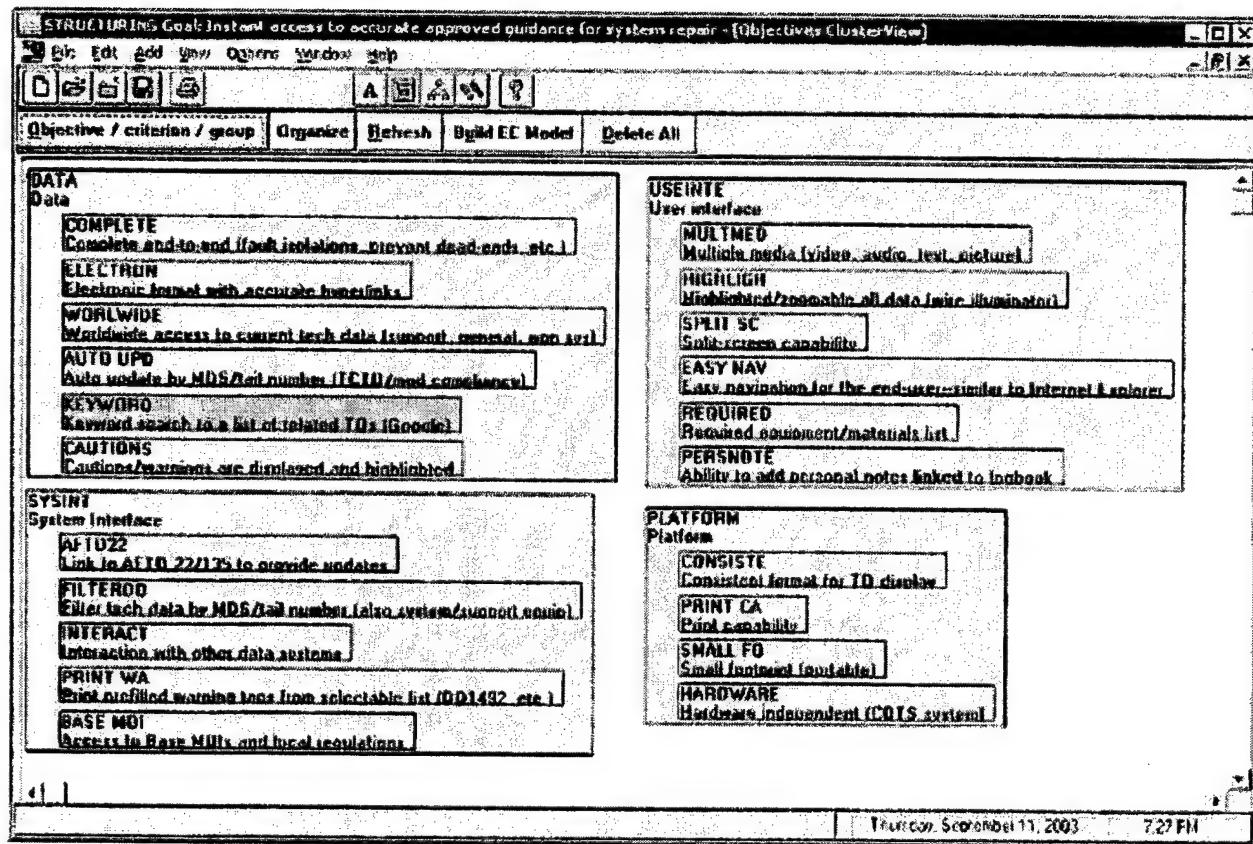 STRUCTURING Goal: Instant access to accurate approved guidance for system repair - [Objectives ClusterView]
File Edit Add View Options Window Help
A
Objective / criterion / group Organize Refresh Build EC Model Delete All
DATA
Data
COMPLETE
Complete end-to-end (fault isolations, prevent dead-ends, etc.)
ELECTRON
Electronic format with accurate hyperlinks
WORLWIDE
Worldwide access to current tech data (support, general, wpn sys)
AUTO UPD
Auto update by MDS/tail number (TCTO/mod compliance)
KEYWORD
Keyword search to a list of related TOs (Google)
CAUTIONS
Cautions/warnings are displayed and highlighted
USEINTE
User interface
MULTMED
Multiple media (video, audio, text, picture)
HIGHLIGH
Highlighted/zoomable all data (wire illuminator)
SPLIT SC
Split-screen capability
EASY NAV
Easy navigation for the end-user--similar to Internet Explorer
REQUIRED
Required equipment/materials list
PERSNOTE
Ability to add personal notes linked to logbook
SYSINT
System Interface
AFTO22
Link to AFTO 22/135 to provide updates
FILTEROD
Filter tech data by MDS/tail number (also system/support equip)
INTERACT
Interaction with other data systems
PRINT WA
Print prefilled warning tags from selectable list (DD1492, etc.)
BASE MOI
Access to Base MOIs and local regulations
PLATFORM
Platform
CONSISTE
Consistent format for TO display
PRINT CA
Print capability
SMALL FO
Small footprint (portable)
HARDWARE
Hardware independent (COTS system)
Thursday, September 11, 2003 7:27 PM